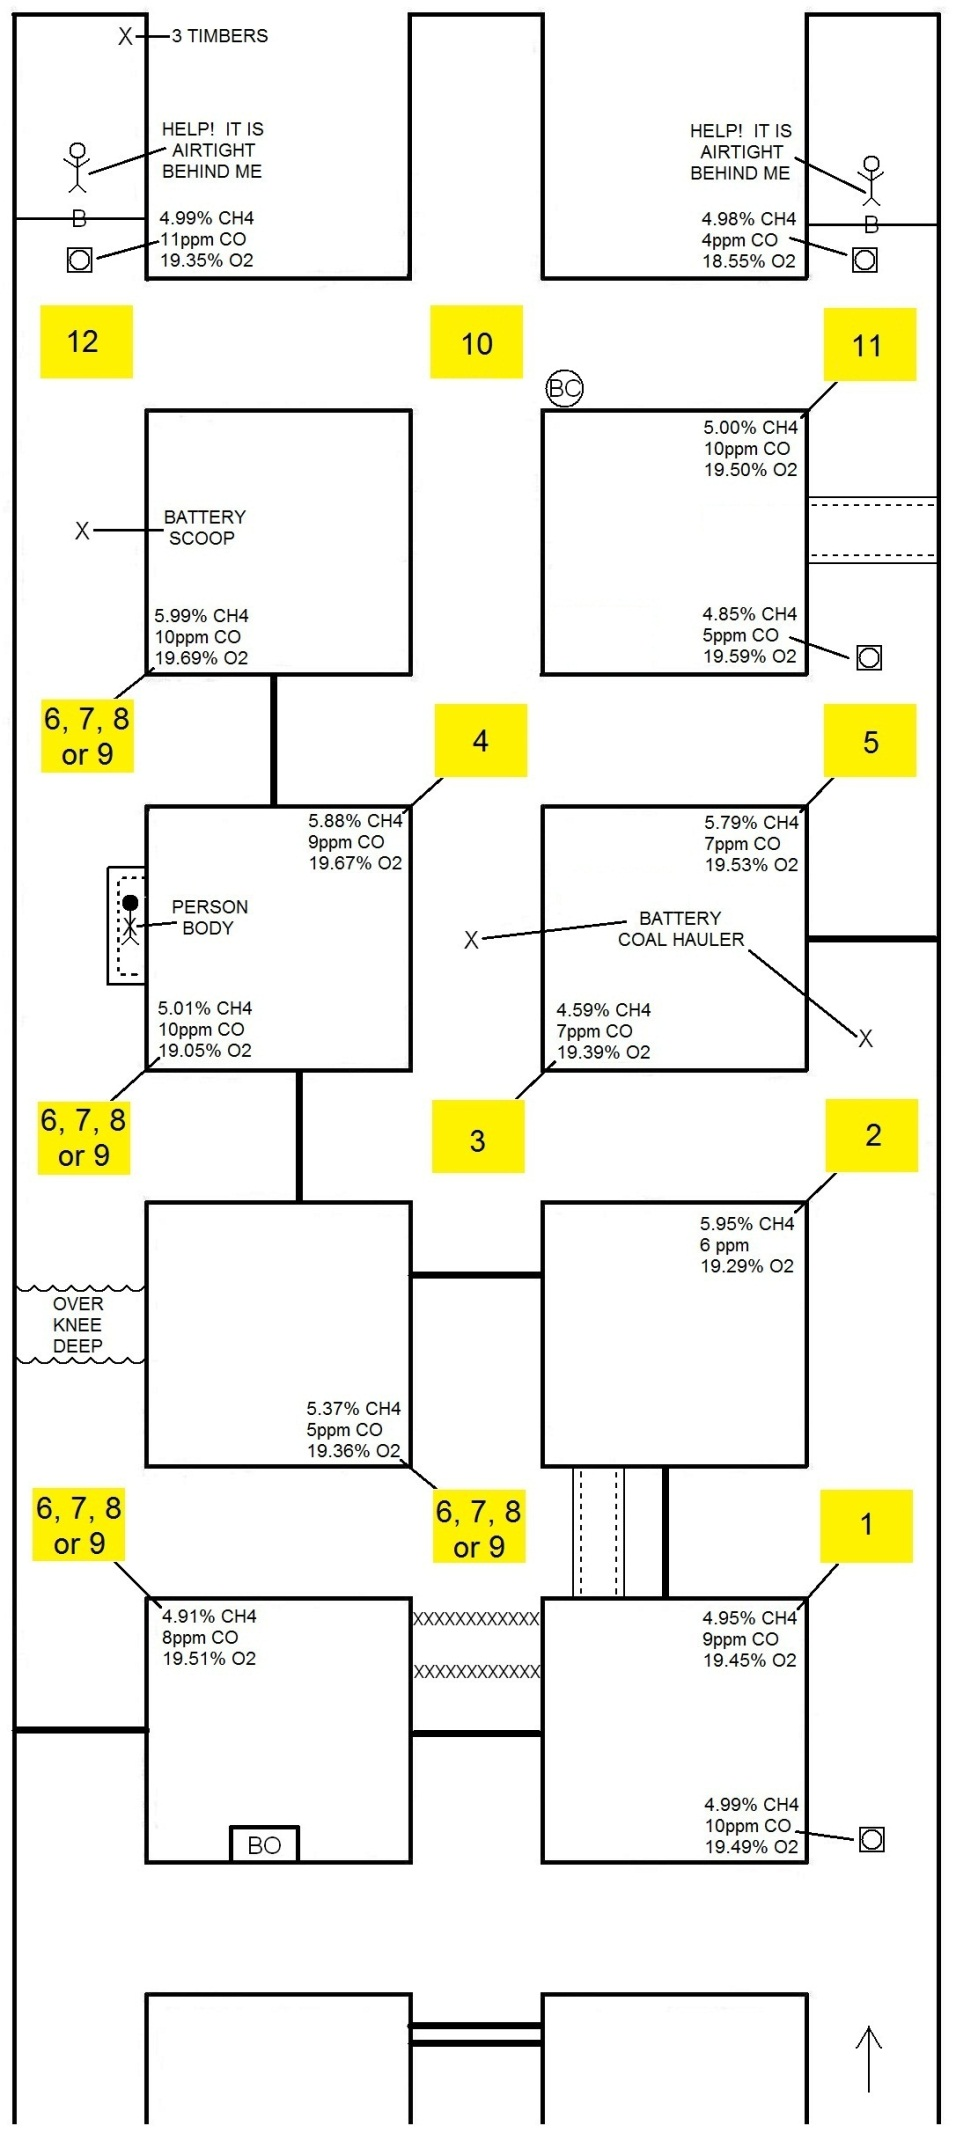 X
3 TIMBERS
HELP! IT IS
AIRTIGHT
BEHIND ME
HELP! IT IS
AIRTIGHT
BEHIND ME
B
4.99% CH4
11ppm CO
19.35% O2
4.98% CH4
4ppm CO
18.55% O2
B
12
10
11
BC
5.00% CH4
10ppm CO
19.50% O2
X
BATTERY
SCOOP
5.99% CH4
10ppm CO
19.69% O2
4.85% CH4
5ppm CO
19.59% O2
6, 7, 8
or 9
4
5
5.88% CH4
9ppm CO
19.67% O2
5.79% CH4
7ppm CO
19.53% O2
X
PERSON
BODY
X
BATTERY
COAL HAULER
X
5.01% CH4
10ppm CO
19.05% O2
4.59% CH4
7ppm CO
19.39% O2
6, 7, 8
or 9
3
2
5.95% CH4
6 ppm
19.29% O2
OVER
KNEE
DEEP
5.37% CH4
5ppm CO
19.36% O2
6, 7, 8
or 9
6, 7, 8
or 9
1
4.91% CH4
8ppm CO
19.51% O2
XXXXXXXXXXXX
XXXXXXXXXXXX
4.95% CH4
9ppm CO
19.45% O2
4.99% CH4
10ppm CO
19.49% O2
BO